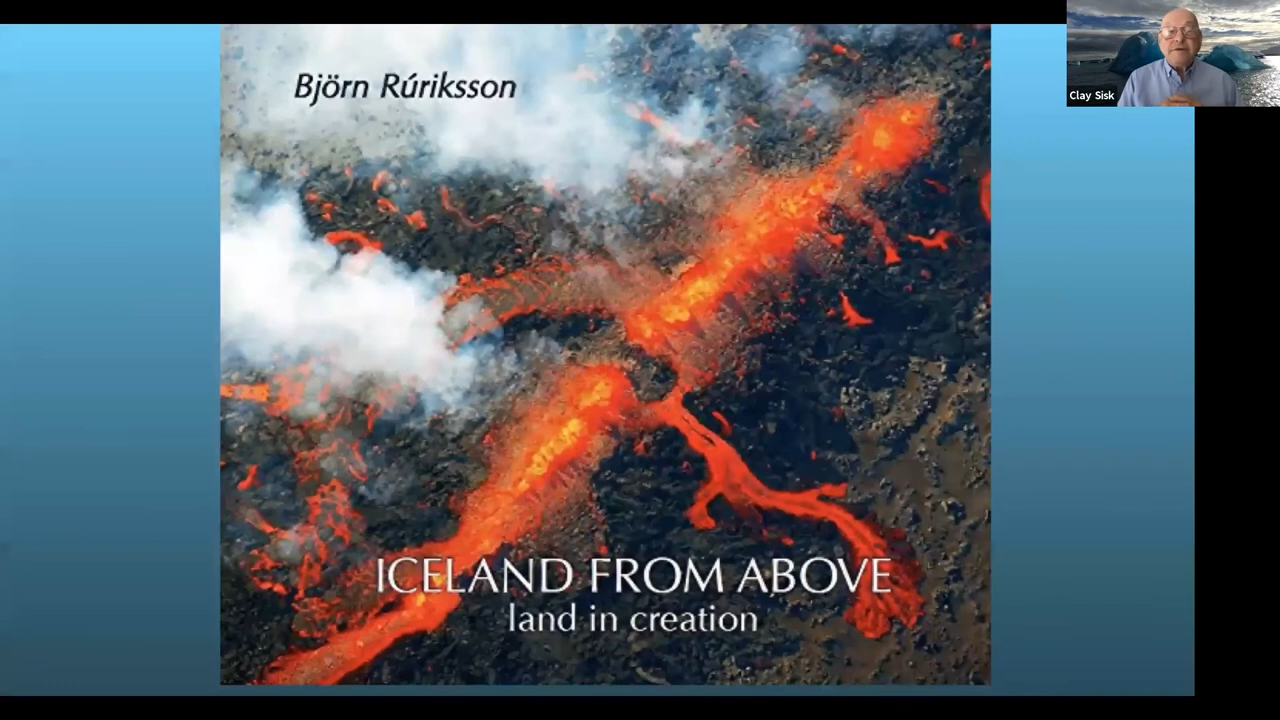 Björn Rúriksson
Clay Sisk
ICELAND FROM ABOVE
land in creation